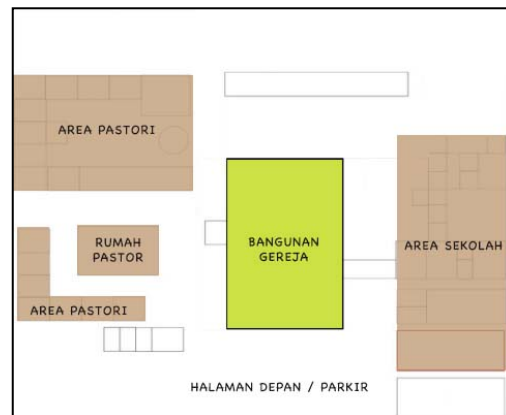 AREA PASTORI
RUMAH
PASTOR
BANGUNAN
GEREJA
AREA SEKOLAH
AREA PASTORI
HALAMAN DEPAN / PARKIR